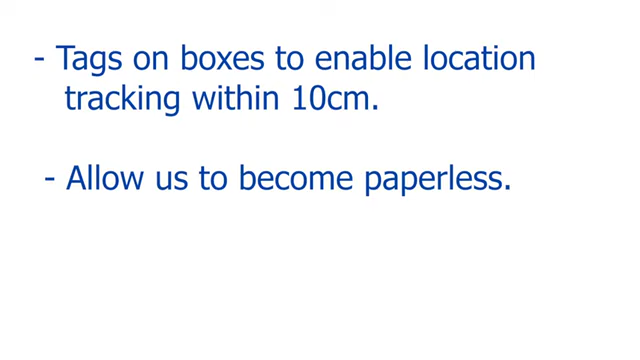 - Tags on boxes to enable location
tracking within 10cm.
- Allow us to become paperless.